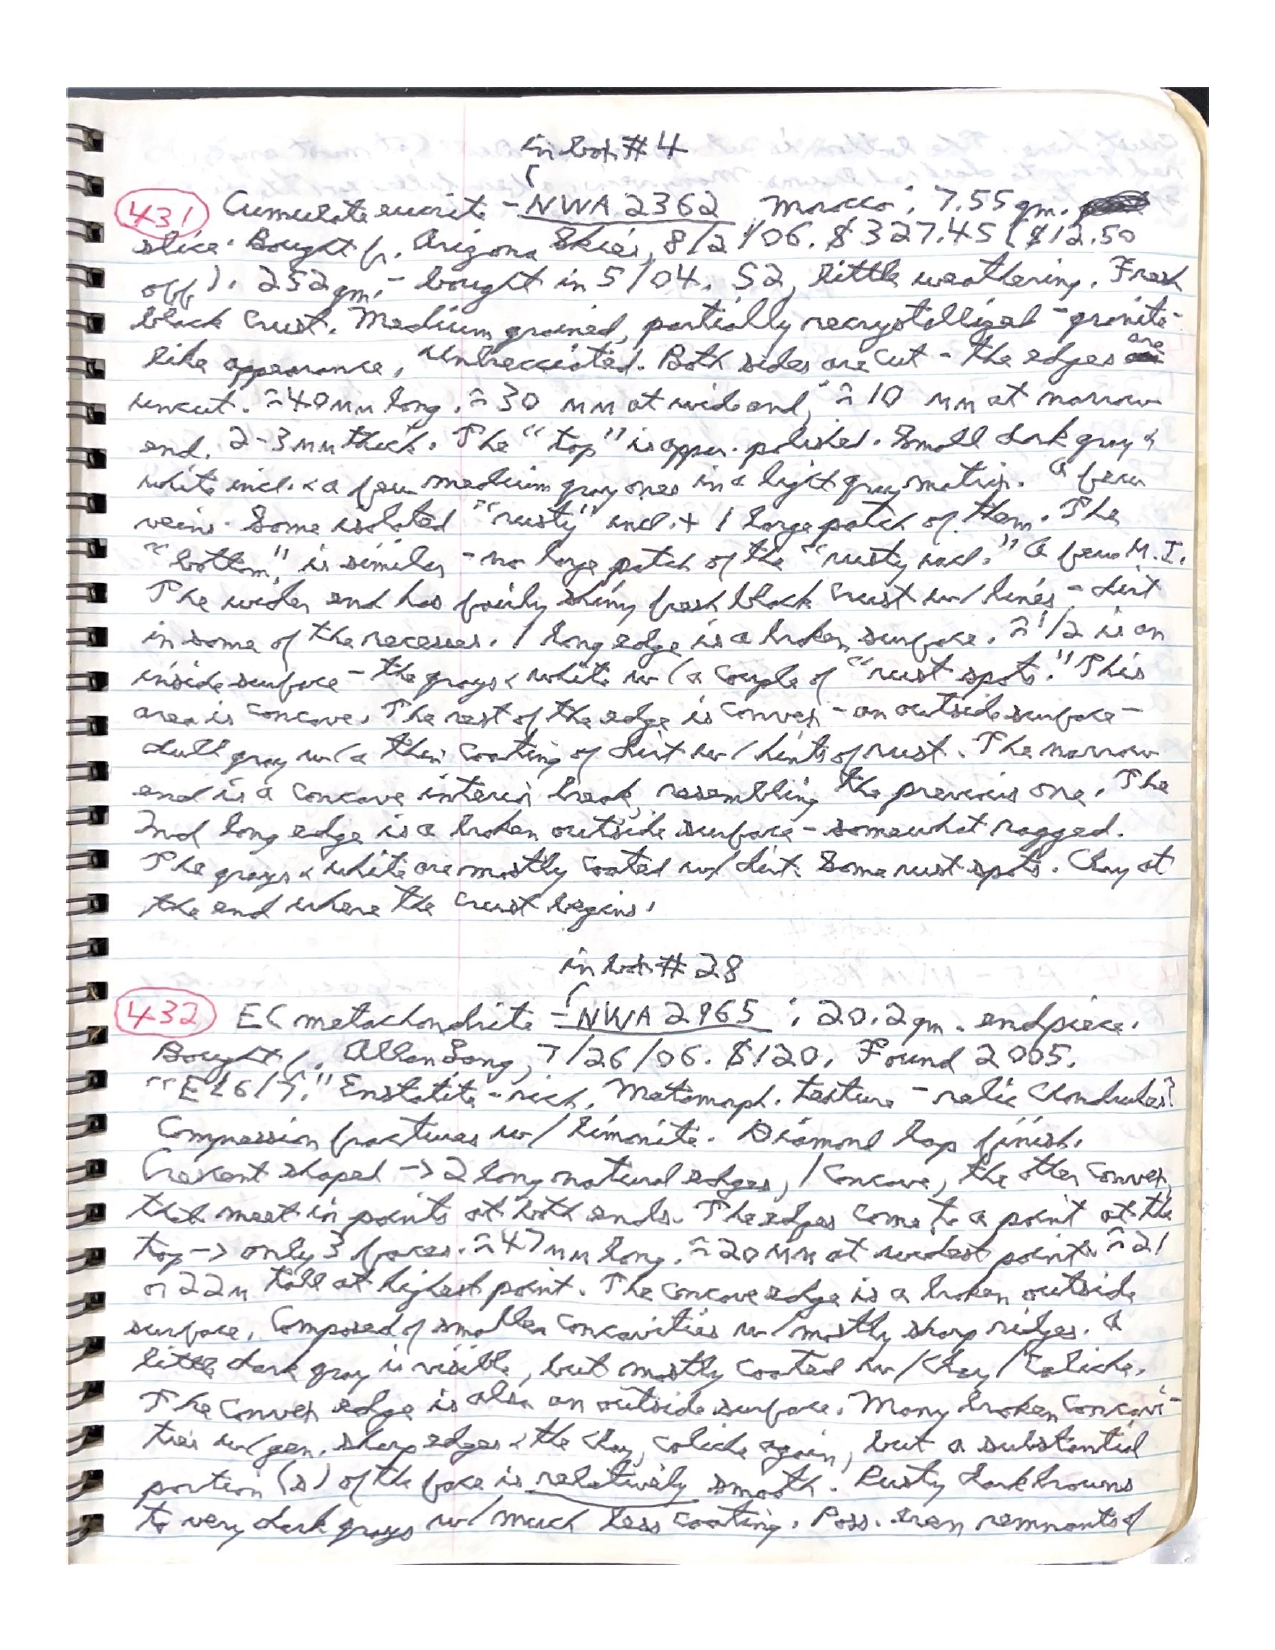 in box #4
431 Cumulate eucrite - NWA 2362 Morocco; 7.55 gm.
slice. Bought fr. Arizona Skies, 8/2/06. $327.45 ($12.50
off). 252 gm. - bought in 5/04. S2, little weathering. Fresh
black crust. Medium grained, partially recrystallized - granite-
like appearance, unbrecciated. Both sides are cut - the edges are
uncut. ≈40 mm long. ≈30 mm at wide end, ≈10 mm at narrow
end. 2-3 mm thick. The "top" is appar. polished. Small dark gray &
white incl. & a few medium gray ones in a light gray matrix. A few
veins. Some isolated "rusty" incl. + 1 large patch of them. The
"bottom" is similar - no large patch of the "rusty incl." A few M.I.
The wider end has fairly shiny fresh black crust w/ lines - dirt
in some of the recesses. 1 long edge is a broken surface. ≈1/2 is an
inside surface - the grays & white w/ a couple of "rust spots." This
area is concave. The rest of the edge is convex - an outside surface -
dull gray w/ a thin coating of dirt w/ hints of rust. The narrow
end is a concave interior break, resembling the previous one. The
2nd long edge is a broken outside surface - somewhat ragged.
The grays & white are mostly coated w/ dirt. Some rust spots. Clay at
the end where the crust begins.
in box #28
432 EL metachondrite - NWA 2965; 20.2 gm. endpiece.
Bought fr. Allan Lang, 7/26/06. $120. Found 2005.
"EL6/7." Enstatite-rich. Metamorph. texture - relic chondrules?
Compression fractures w/ limonite. Diamond lap finish.
Crescent shaped -> 2 long natural edges, 1 concave, the other convex,
that meet in points at both ends. The edges come to a point at the
top -> only 3 faces. ≈47 mm long. ≈20 mm at widest point. ≈21
or 22 m tall at highest point. The concave edge is a broken outside
surface, composed of smaller concavities w/ mostly sharp ridges. A
little dark gray is visible, but mostly coated w/ clay/caliche.
The convex edge is also an outside surface. Many broken concavi-
ties w/ gen. sharp edges & the clay, caliche again, but a substantial
portion(s) of the face is relatively smooth. Rusty dark browns
to very dark grays w/ much less coating. Poss. even remnants of